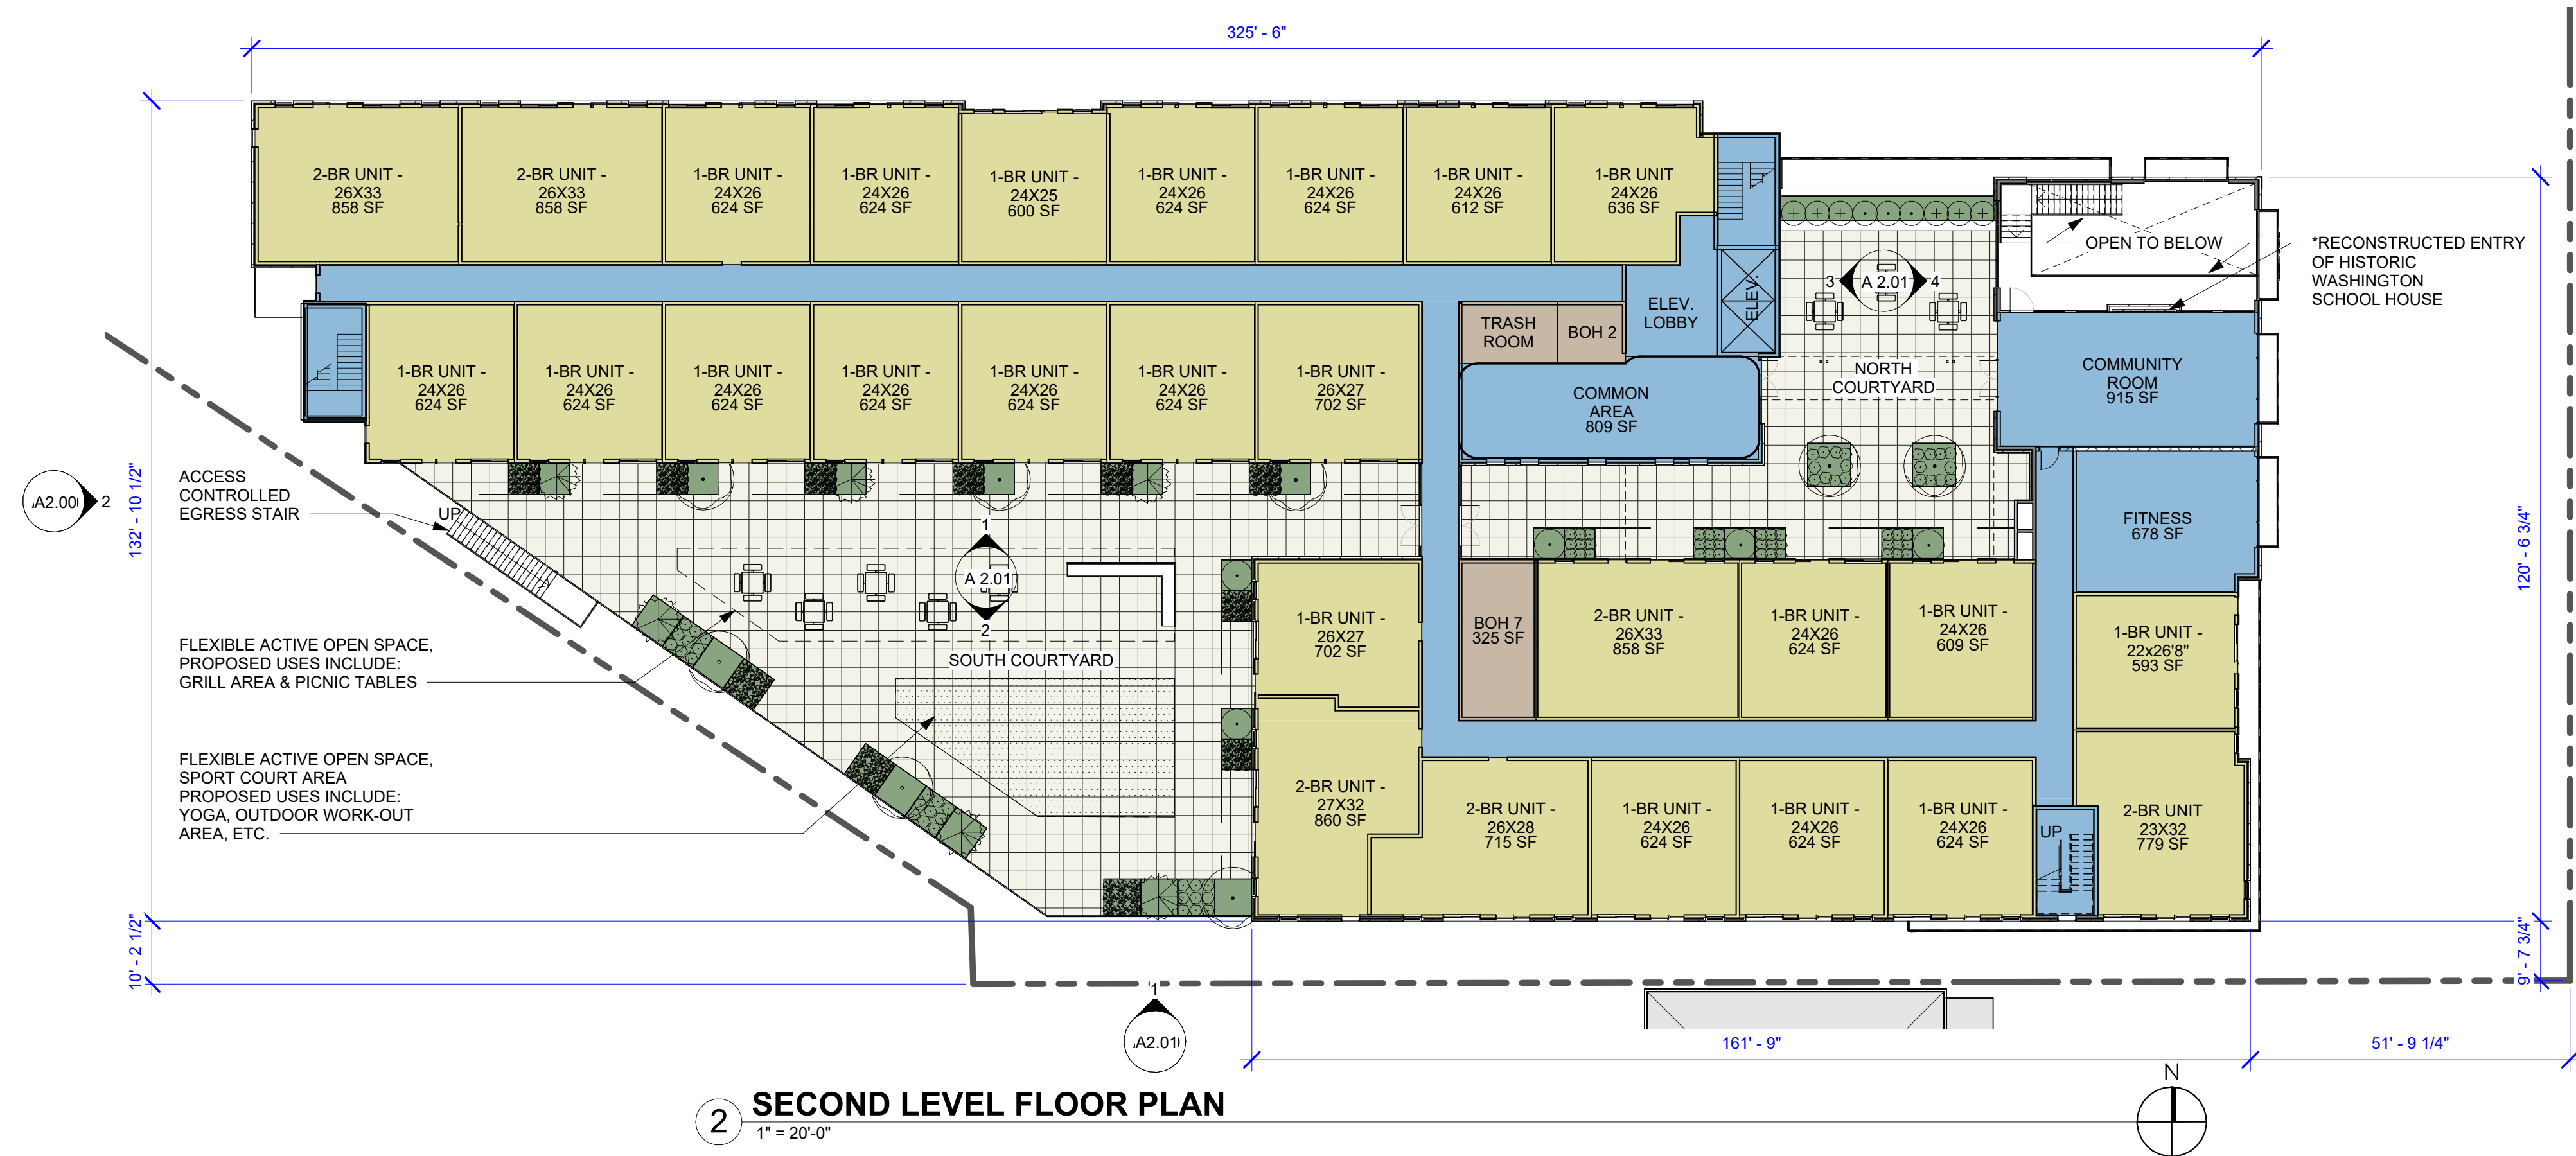 325' - 6"
2-BR UNIT -
26X33
858 SF
2-BR UNIT -
26X33
858 SF
1-BR UNIT -
24X26
624 SF
1-BR UNIT -
24X26
624 SF
1-BR UNIT -
24X25
600 SF
1-BR UNIT -
24X26
624 SF
1-BR UNIT -
24X26
624 SF
1-BR UNIT -
24X26
612 SF
1-BR UNIT
24X26
636 SF
OPEN TO BELOW
*RECONSTRUCTED ENTRY
OF HISTORIC
WASHINGTON
SCHOOL HOUSE
3
A 2.01
4
ELEV.
LOBBY
ELEV.
TRASH
ROOM
BOH 2
1-BR UNIT -
24X26
624 SF
1-BR UNIT -
24X26
624 SF
1-BR UNIT -
24X26
624 SF
1-BR UNIT -
24X26
624 SF
1-BR UNIT -
24X26
624 SF
1-BR UNIT -
24X26
624 SF
1-BR UNIT -
26X27
702 SF
COMMON
AREA
809 SF
NORTH
COURTYARD
COMMUNITY
ROOM
915 SF
FITNESS
678 SF
132' - 10 1/2"
120' - 6 3/4"
A2.00
2
ACCESS
CONTROLLED
EGRESS STAIR
UP
1
A 2.01
2
FLEXIBLE ACTIVE OPEN SPACE,
PROPOSED USES INCLUDE:
GRILL AREA & PICNIC TABLES
SOUTH COURTYARD
1-BR UNIT -
26X27
702 SF
BOH 7
325 SF
2-BR UNIT -
26X33
858 SF
1-BR UNIT -
24X26
624 SF
1-BR UNIT -
24X26
609 SF
1-BR UNIT -
22x26'8"
593 SF
FLEXIBLE ACTIVE OPEN SPACE,
SPORT COURT AREA
PROPOSED USES INCLUDE:
YOGA, OUTDOOR WORK-OUT
AREA, ETC.
2-BR UNIT -
27X32
860 SF
2-BR UNIT -
26X28
715 SF
1-BR UNIT -
24X26
624 SF
1-BR UNIT -
24X26
624 SF
1-BR UNIT -
24X26
624 SF
UP
2-BR UNIT
23X32
779 SF
10' - 2 1/2"
9' - 7 3/4"
1
A2.01
161' - 9"
51' - 9 1/4"
N
2
SECOND LEVEL FLOOR PLAN
1" = 20'-0"